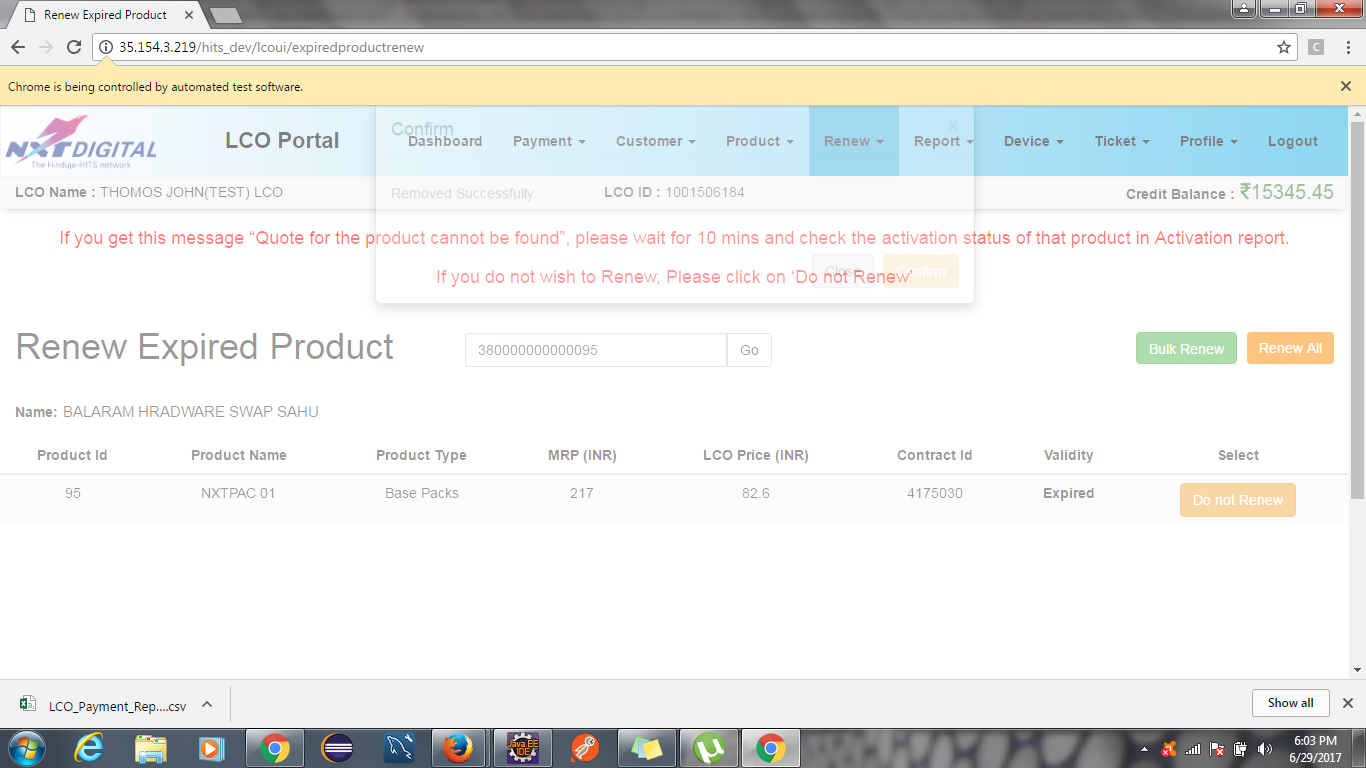 Renew Expired Product
35.154.3.219/hits_dev/lcoui/expiredproductrenew
C
Chrome is being controlled by automated test software.
NXTDIGITAL
The Hinduja-HITS network
LCO Portal
Confirm
×
Dashboard Payment Customer Product Renew Report Device Ticket Profile Logout
LCO Name : THOMOS JOHN(TEST) LCO
Removed Successfully.
LCO ID : 1001506184
Credit Balance : ₹15345.45
If you get this message “Quote for the product cannot be found”, please wait for 10 mins and check the activation status of that product in Activation report.
Close Confirm
If you do not wish to Renew, Please click on ‘Do not Renew’
Renew Expired Product
380000000000095 Go
Bulk Renew Renew All
Name: BALARAM HRADWARE SWAP SAHU
Product Id Product Name Product Type MRP (INR) LCO Price (INR) Contract Id Validity Select
95 NXTPAC 01 Base Packs 217 82.6 4175030 Expired Do not Renew
LCO_Payment_Rep....csv
Show all
Java EE
IDE
6:03 PM
6/29/2017